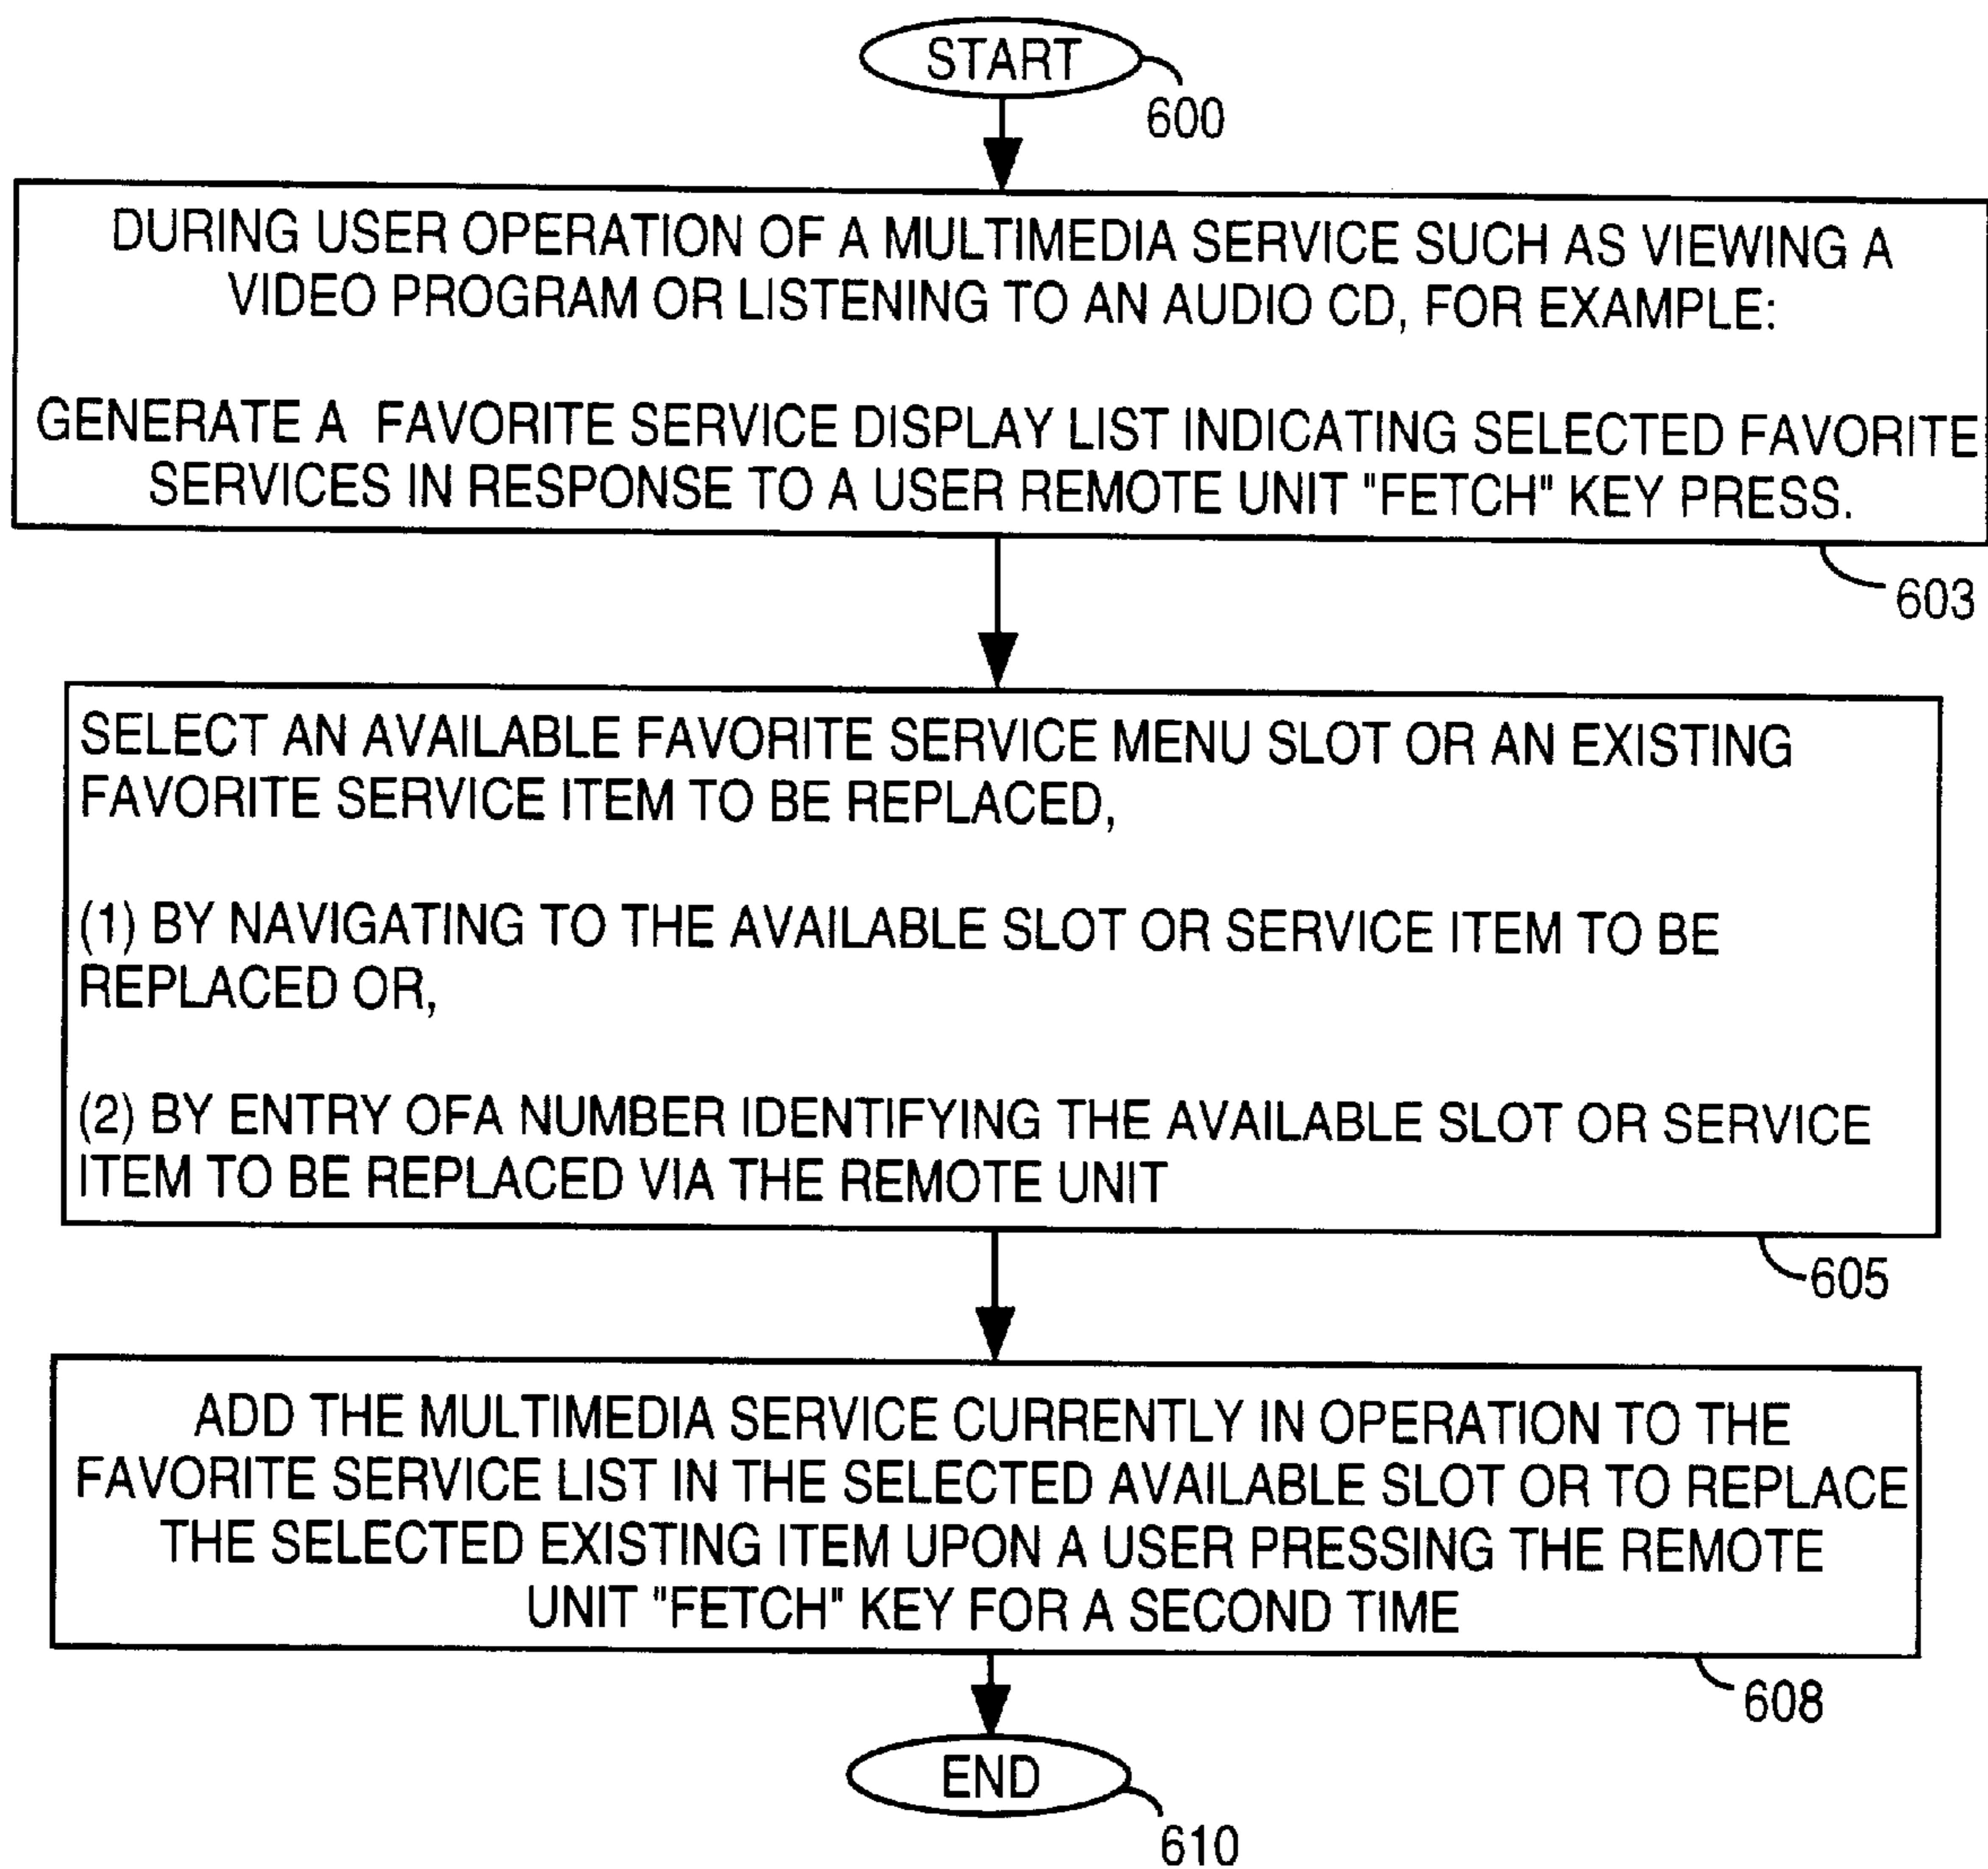 START
600
DURING USER OPERATION OF A MULTIMEDIA SERVICE SUCH AS VIEWING A
VIDEO PROGRAM OR LISTENING TO AN AUDIO CD, FOR EXAMPLE:
GENERATE A FAVORITE SERVICE DISPLAY LIST INDICATING SELECTED FAVORITE
SERVICES IN RESPONSE TO A USER REMOTE UNIT "FETCH" KEY PRESS.
603
SELECT AN AVAILABLE FAVORITE SERVICE MENU SLOT OR AN EXISTING
FAVORITE SERVICE ITEM TO BE REPLACED,
(1) BY NAVIGATING TO THE AVAILABLE SLOT OR SERVICE ITEM TO BE
REPLACED OR,
(2) BY ENTRY OFA NUMBER IDENTIFYING THE AVAILABLE SLOT OR SERVICE
ITEM TO BE REPLACED VIA THE REMOTE UNIT
605
ADD THE MULTIMEDIA SERVICE CURRENTLY IN OPERATION TO THE
FAVORITE SERVICE LIST IN THE SELECTED AVAILABLE SLOT OR TO REPLACE
THE SELECTED EXISTING ITEM UPON A USER PRESSING THE REMOTE
UNIT "FETCH" KEY FOR A SECOND TIME
608
END
610